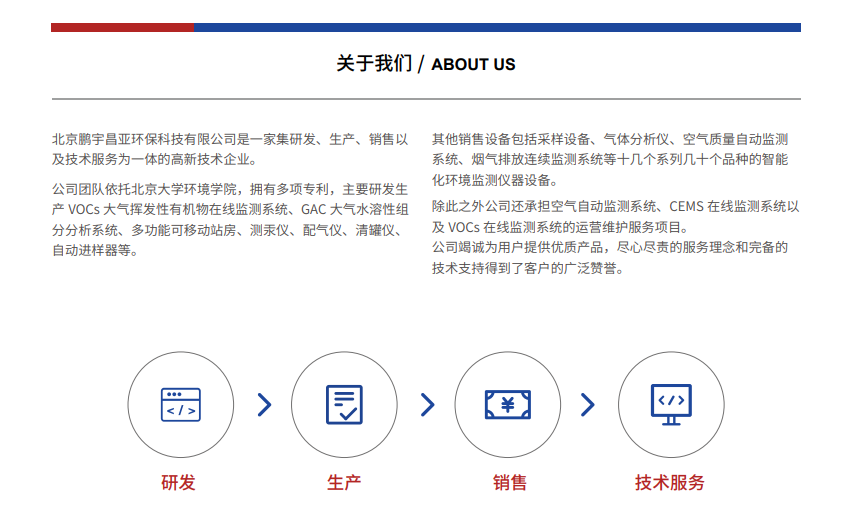 关于我们 / ABOUT US
北京鹏宇昌亚环保科技有限公司是一家集研发、生产、销售以
及技术服务为一体的高新技术企业。
公司团队依托北京大学环境学院，拥有多项专利，主要研发生
产 VOCs 大气挥发性有机物在线监测系统、GAC 大气水溶性组
分分析系统、多功能可移动站房、测汞仪、配气仪、清罐仪、
自动进样器等。
其他销售设备包括采样设备、气体分析仪、空气质量自动监测
系统、烟气排放连续监测系统等十几个系列几十个品种的智能
化环境监测仪器设备。
除此之外公司还承担空气自动监测系统、CEMS 在线监测系统以
及 VOCs 在线监测系统的运营维护服务项目。
公司竭诚为用户提供优质产品，尽心尽责的服务理念和完备的
技术支持得到了客户的广泛赞誉。
研发
生产
销售
技术服务